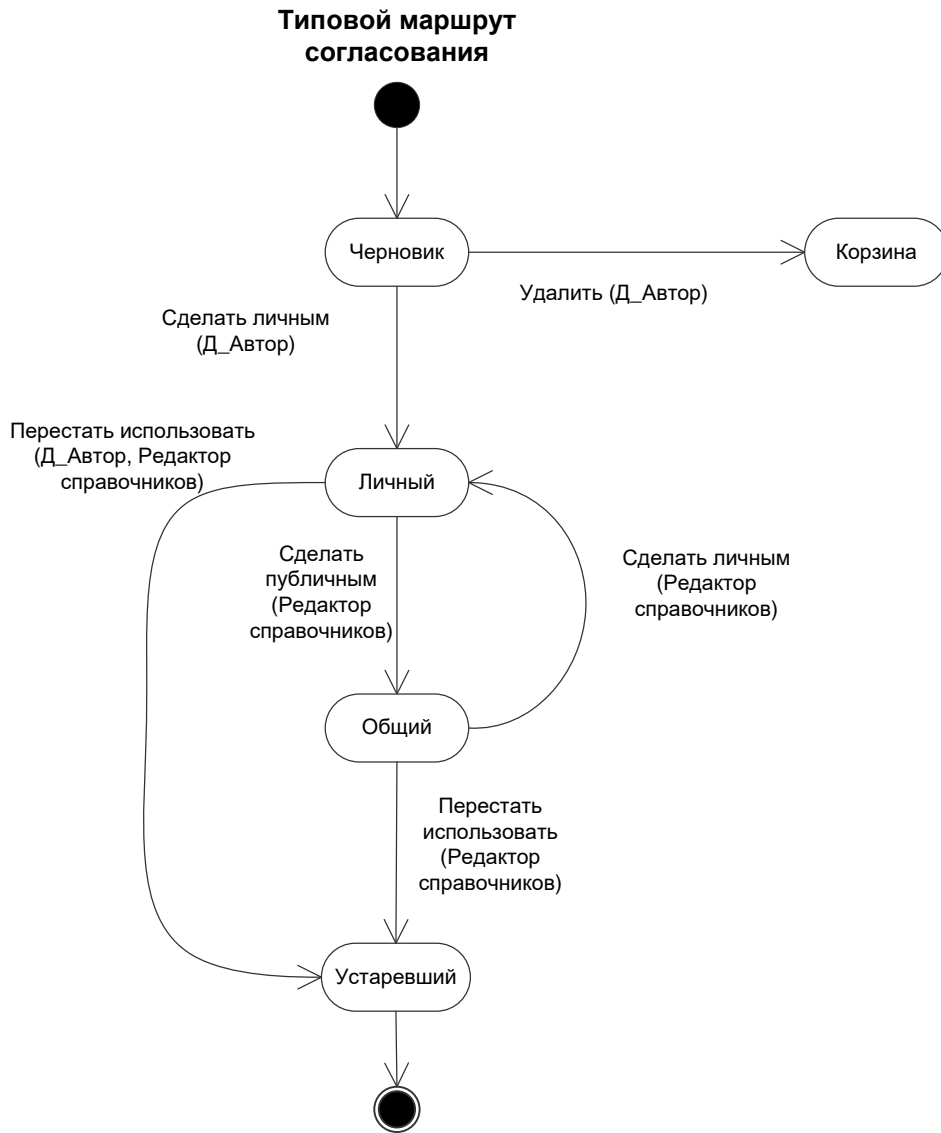 Типовой маршрут
согласования
Черновик
Корзина
Удалить (Д_Автор)
Сделать личным
(Д_Автор)
Перестать использовать
(Д_Автор, Редактор
справочников)
Личный
Сделать
публичным
(Редактор
справочников)
Сделать личным
(Редактор
справочников)
Общий
Перестать
использовать
(Редактор
справочников)
Устаревший